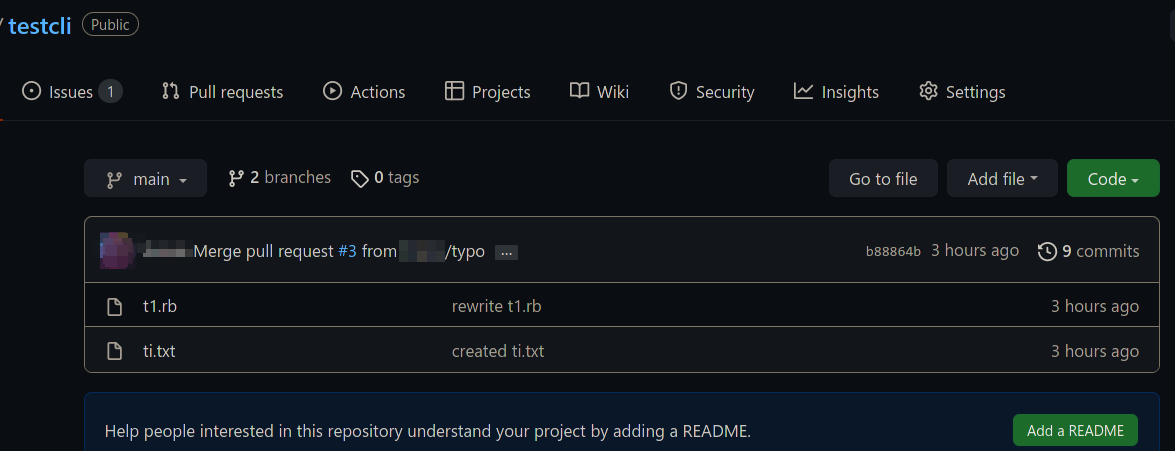 / testcli Public
Issues 1 Pull requests Actions Projects Wiki Security Insights Settings
main 2 branches 0 tags Go to file Add file Code
Merge pull request #3 from /typo ... b88864b 3 hours ago 9 commits
t1.rb rewrite t1.rb 3 hours ago
ti.txt created ti.txt 3 hours ago
Help people interested in this repository understand your project by adding a README. Add a README